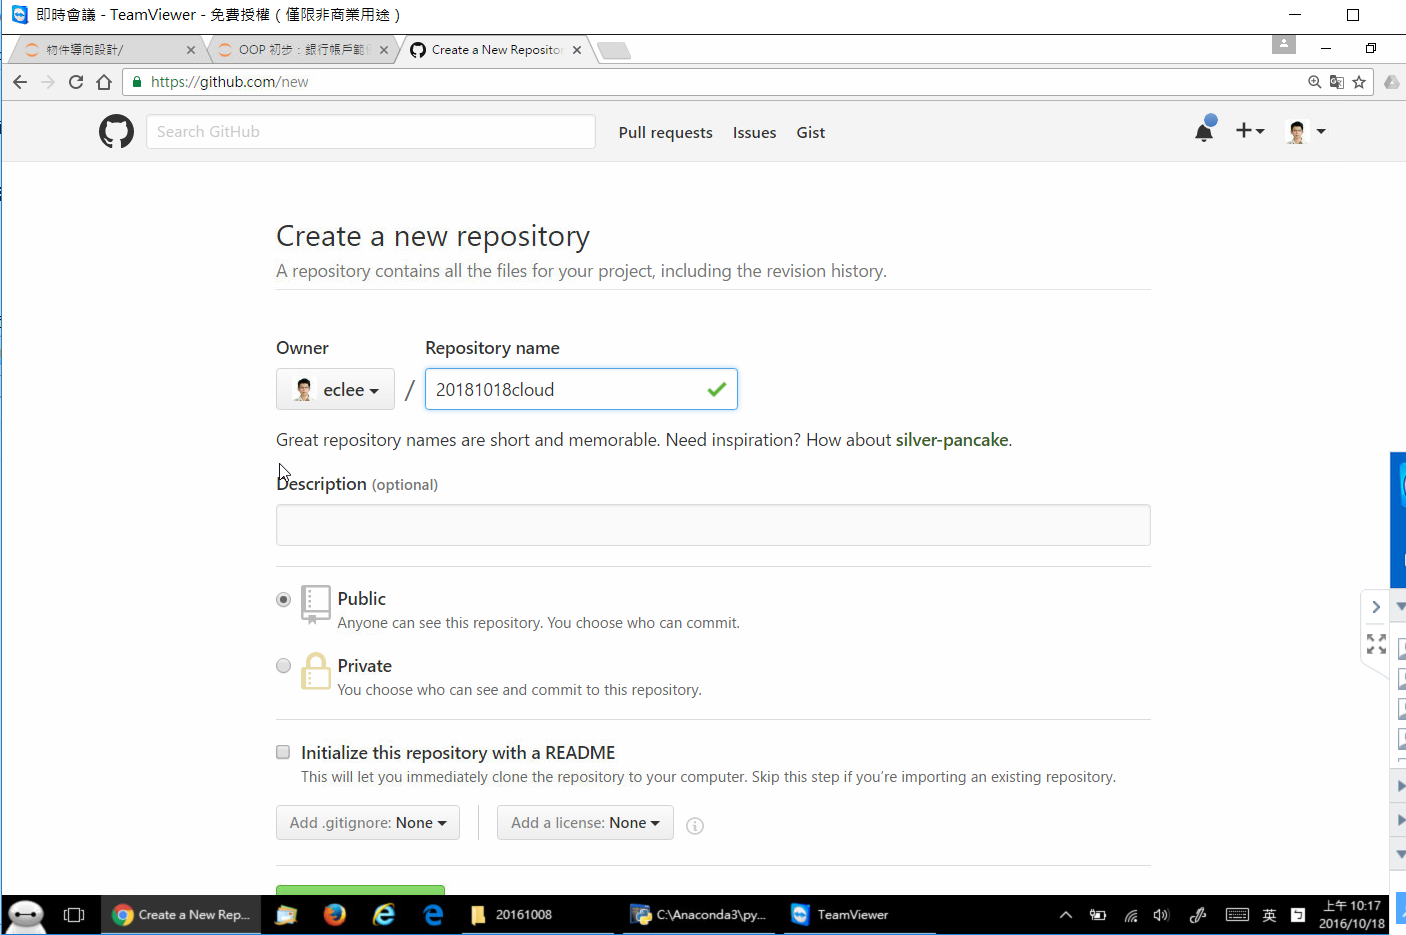 即時會議 - TeamViewer - 免費授權 ( 僅限非商業用途 )
物件導向設計/
OOP 初步：銀行帳戶範
Create a New Repositor
https://github.com/new
Search GitHub
Pull requests
Issues
Gist
Create a new repository
A repository contains all the files for your project, including the revision history.
Owner
Repository name
eclee
/
20181018cloud
Great repository names are short and memorable. Need inspiration? How about silver-pancake.
Description (optional)
Public
Anyone can see this repository. You choose who can commit.
Private
You choose who can see and commit to this repository.
Initialize this repository with a README
This will let you immediately clone the repository to your computer. Skip this step if you’re importing an existing repository.
Add .gitignore: None
Add a license: None
Create a New Rep...
20161008
C:\Anaconda3\py...
TeamViewer
英
上午 10:17
2016/10/18